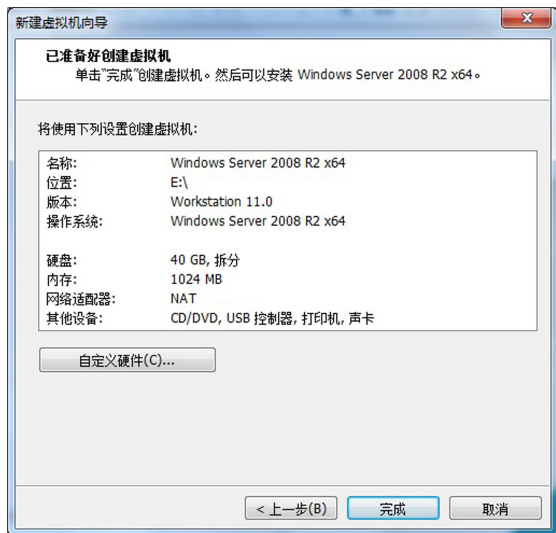 新建虚拟机向导
已准备好创建虚拟机
单击"完成"创建虚拟机。然后可以安装 Windows Server 2008 R2 x64。
将使用下列设置创建虚拟机:
名称: Windows Server 2008 R2 x64
位置: E:\
版本: Workstation 11.0
操作系统: Windows Server 2008 R2 x64
硬盘: 40 GB, 拆分
内存: 1024 MB
网络适配器: NAT
其他设备: CD/DVD, USB 控制器, 打印机, 声卡
自定义硬件(C)...
< 上一步(B) 完成 取消